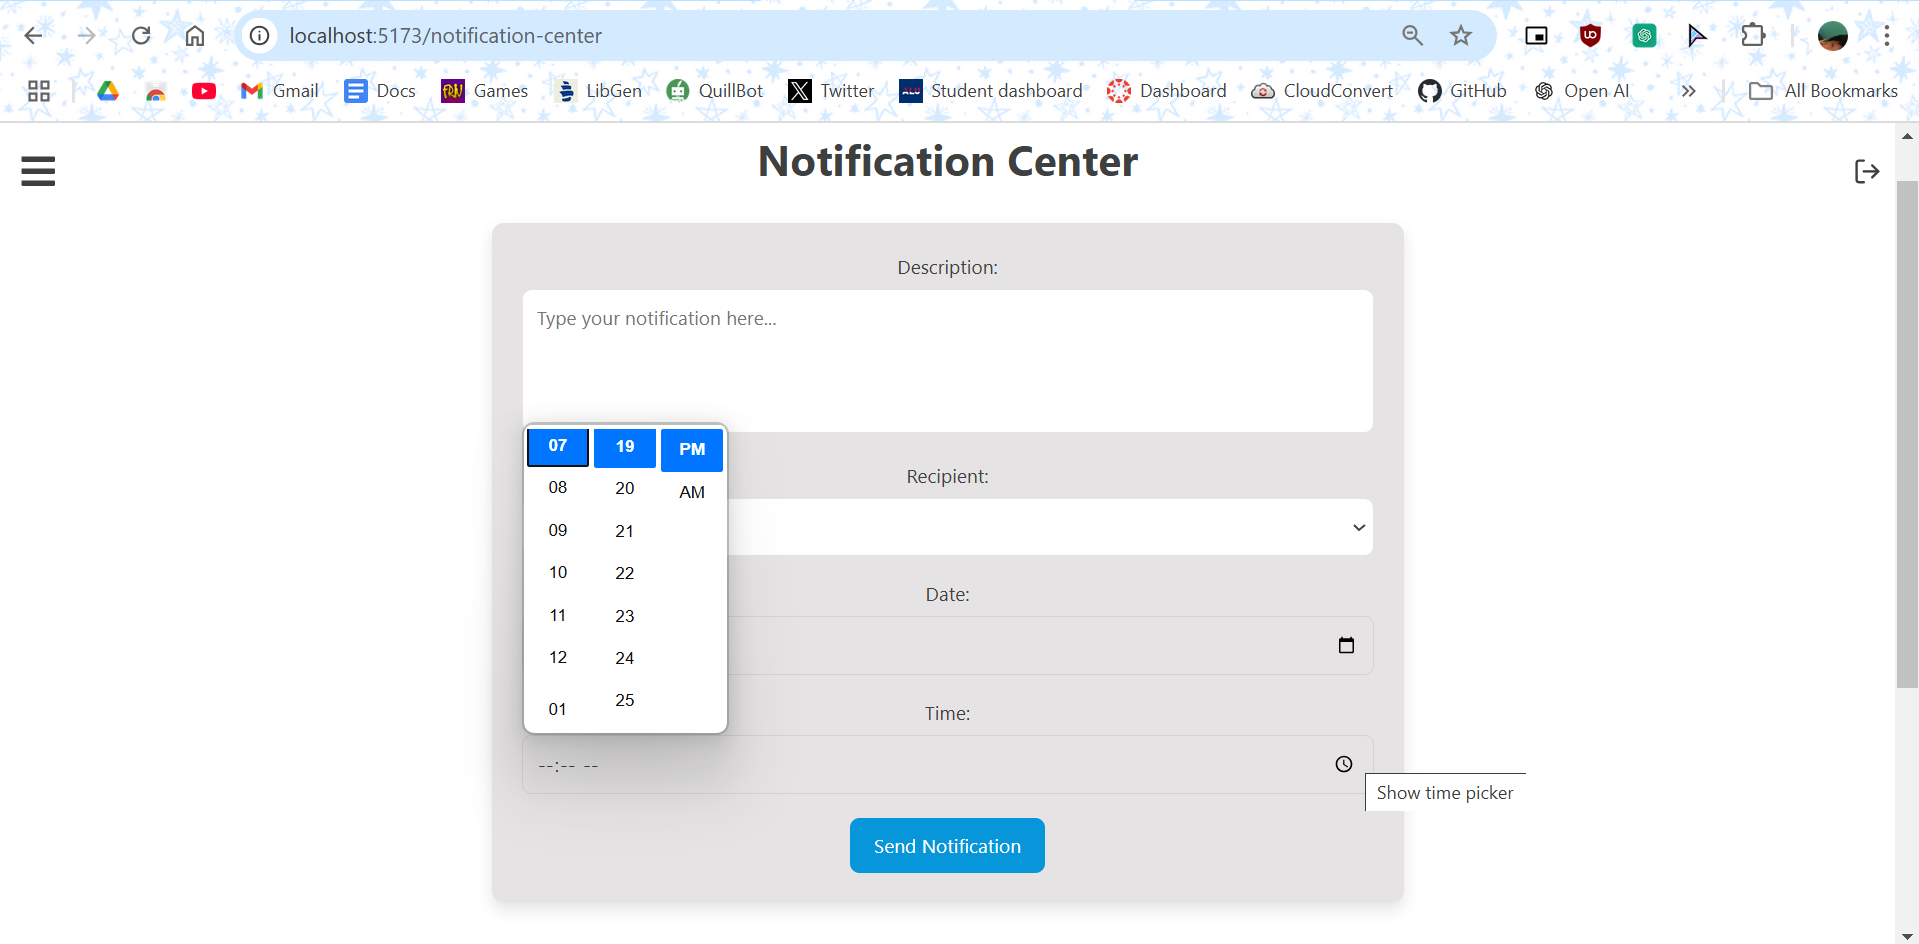 localhost:5173/notification-center
Gmail Docs FRIV Games LibGen QuillBot X Twitter ALU Student dashboard Dashboard CloudConvert GitHub Open AI » All Bookmarks
Notification Center
Description:
Type your notification here...
07 19 PM
08 20 AM
09 21
10 22
11 23
12 24
01 25
Recipient:
Date:
Time:
--:-- --
Show time picker
Send Notification